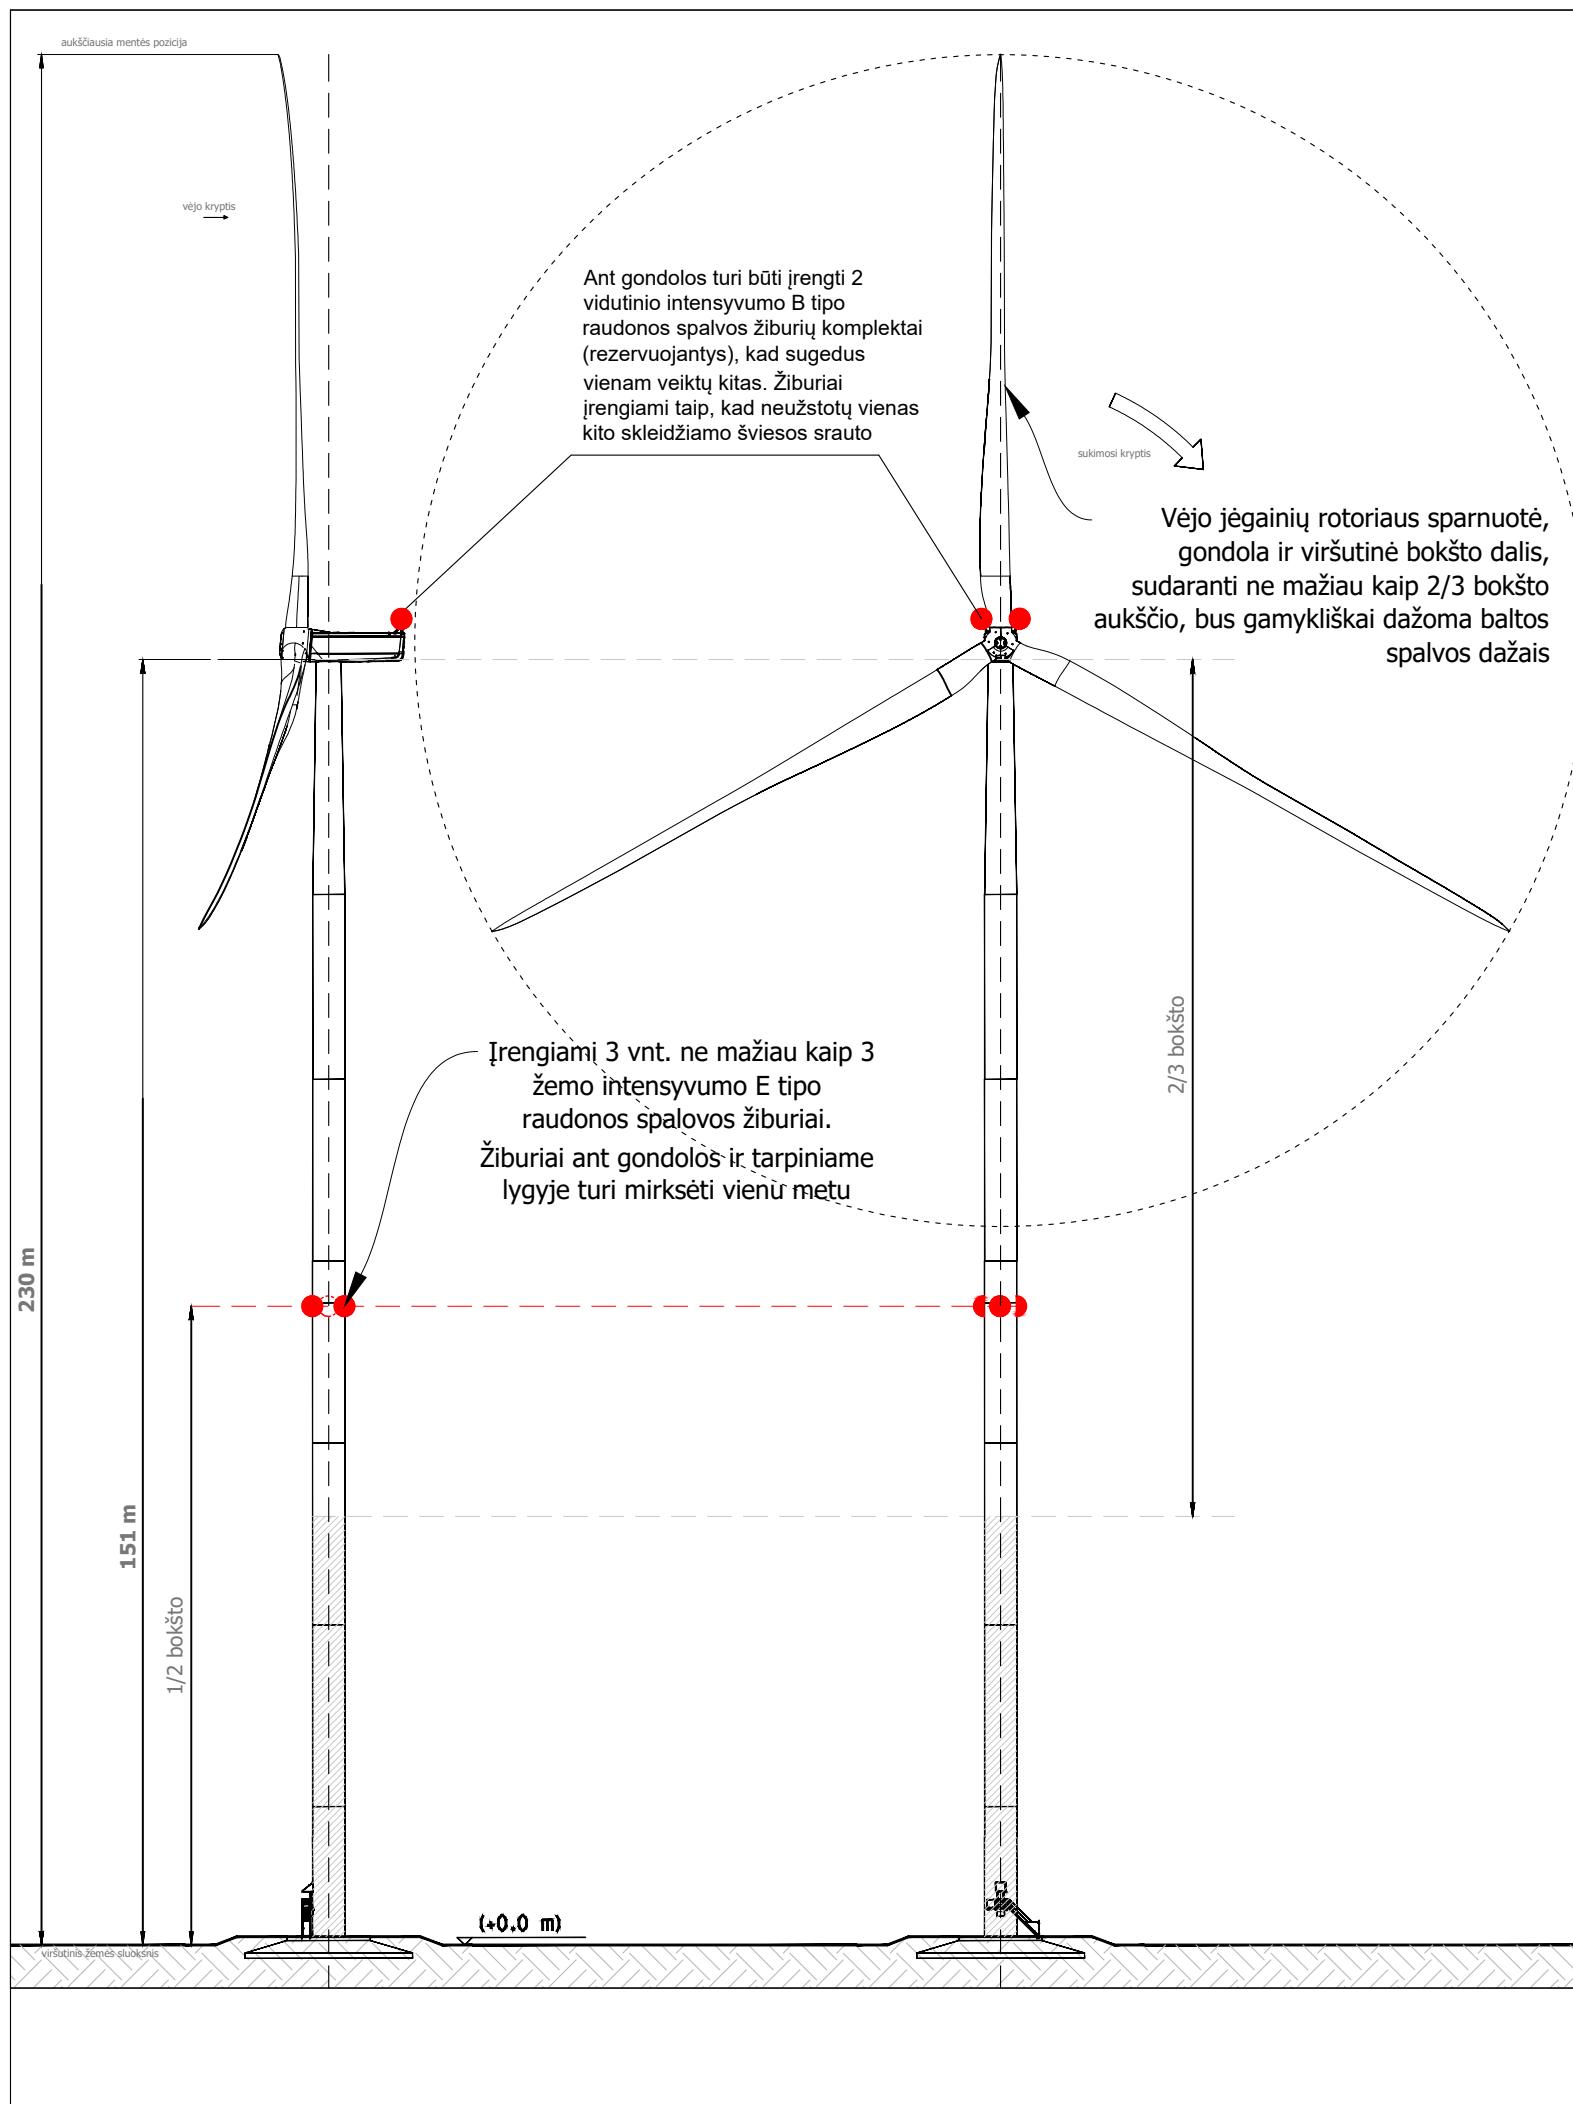 aukščiausia mentės pozicija
vėjo kryptis
Ant gondolos turi būti įrengti 2
vidutinio intensyvumo B tipo
raudonos spalvos žiburių komplektai
(rezervuojantys), kad sugedus
vienam veiktų kitas. Žiburiai
įrengiami taip, kad neužstotų vienas
kito skleidžiamo šviesos srauto
sukimosi kryptis
Vėjo jėgainių rotoriaus sparnuotė,
gondola ir viršutinė bokšto dalis,
sudaranti ne mažiau kaip 2/3 bokšto
aukščio, bus gamykliškai dažoma baltos
spalvos dažais
2/3 bokšto
Įrengiami 3 vnt. ne mažiau kaip 3
žemo intensyvumo E tipo
raudonos spalovos žiburiai.
Žiburiai ant gondolos ir tarpiniame
lygyje turi mirksėti vienu metu
230 m
151 m
1/2 bokšto
(+0.0 m)
viršutinis žemės sluoksnis